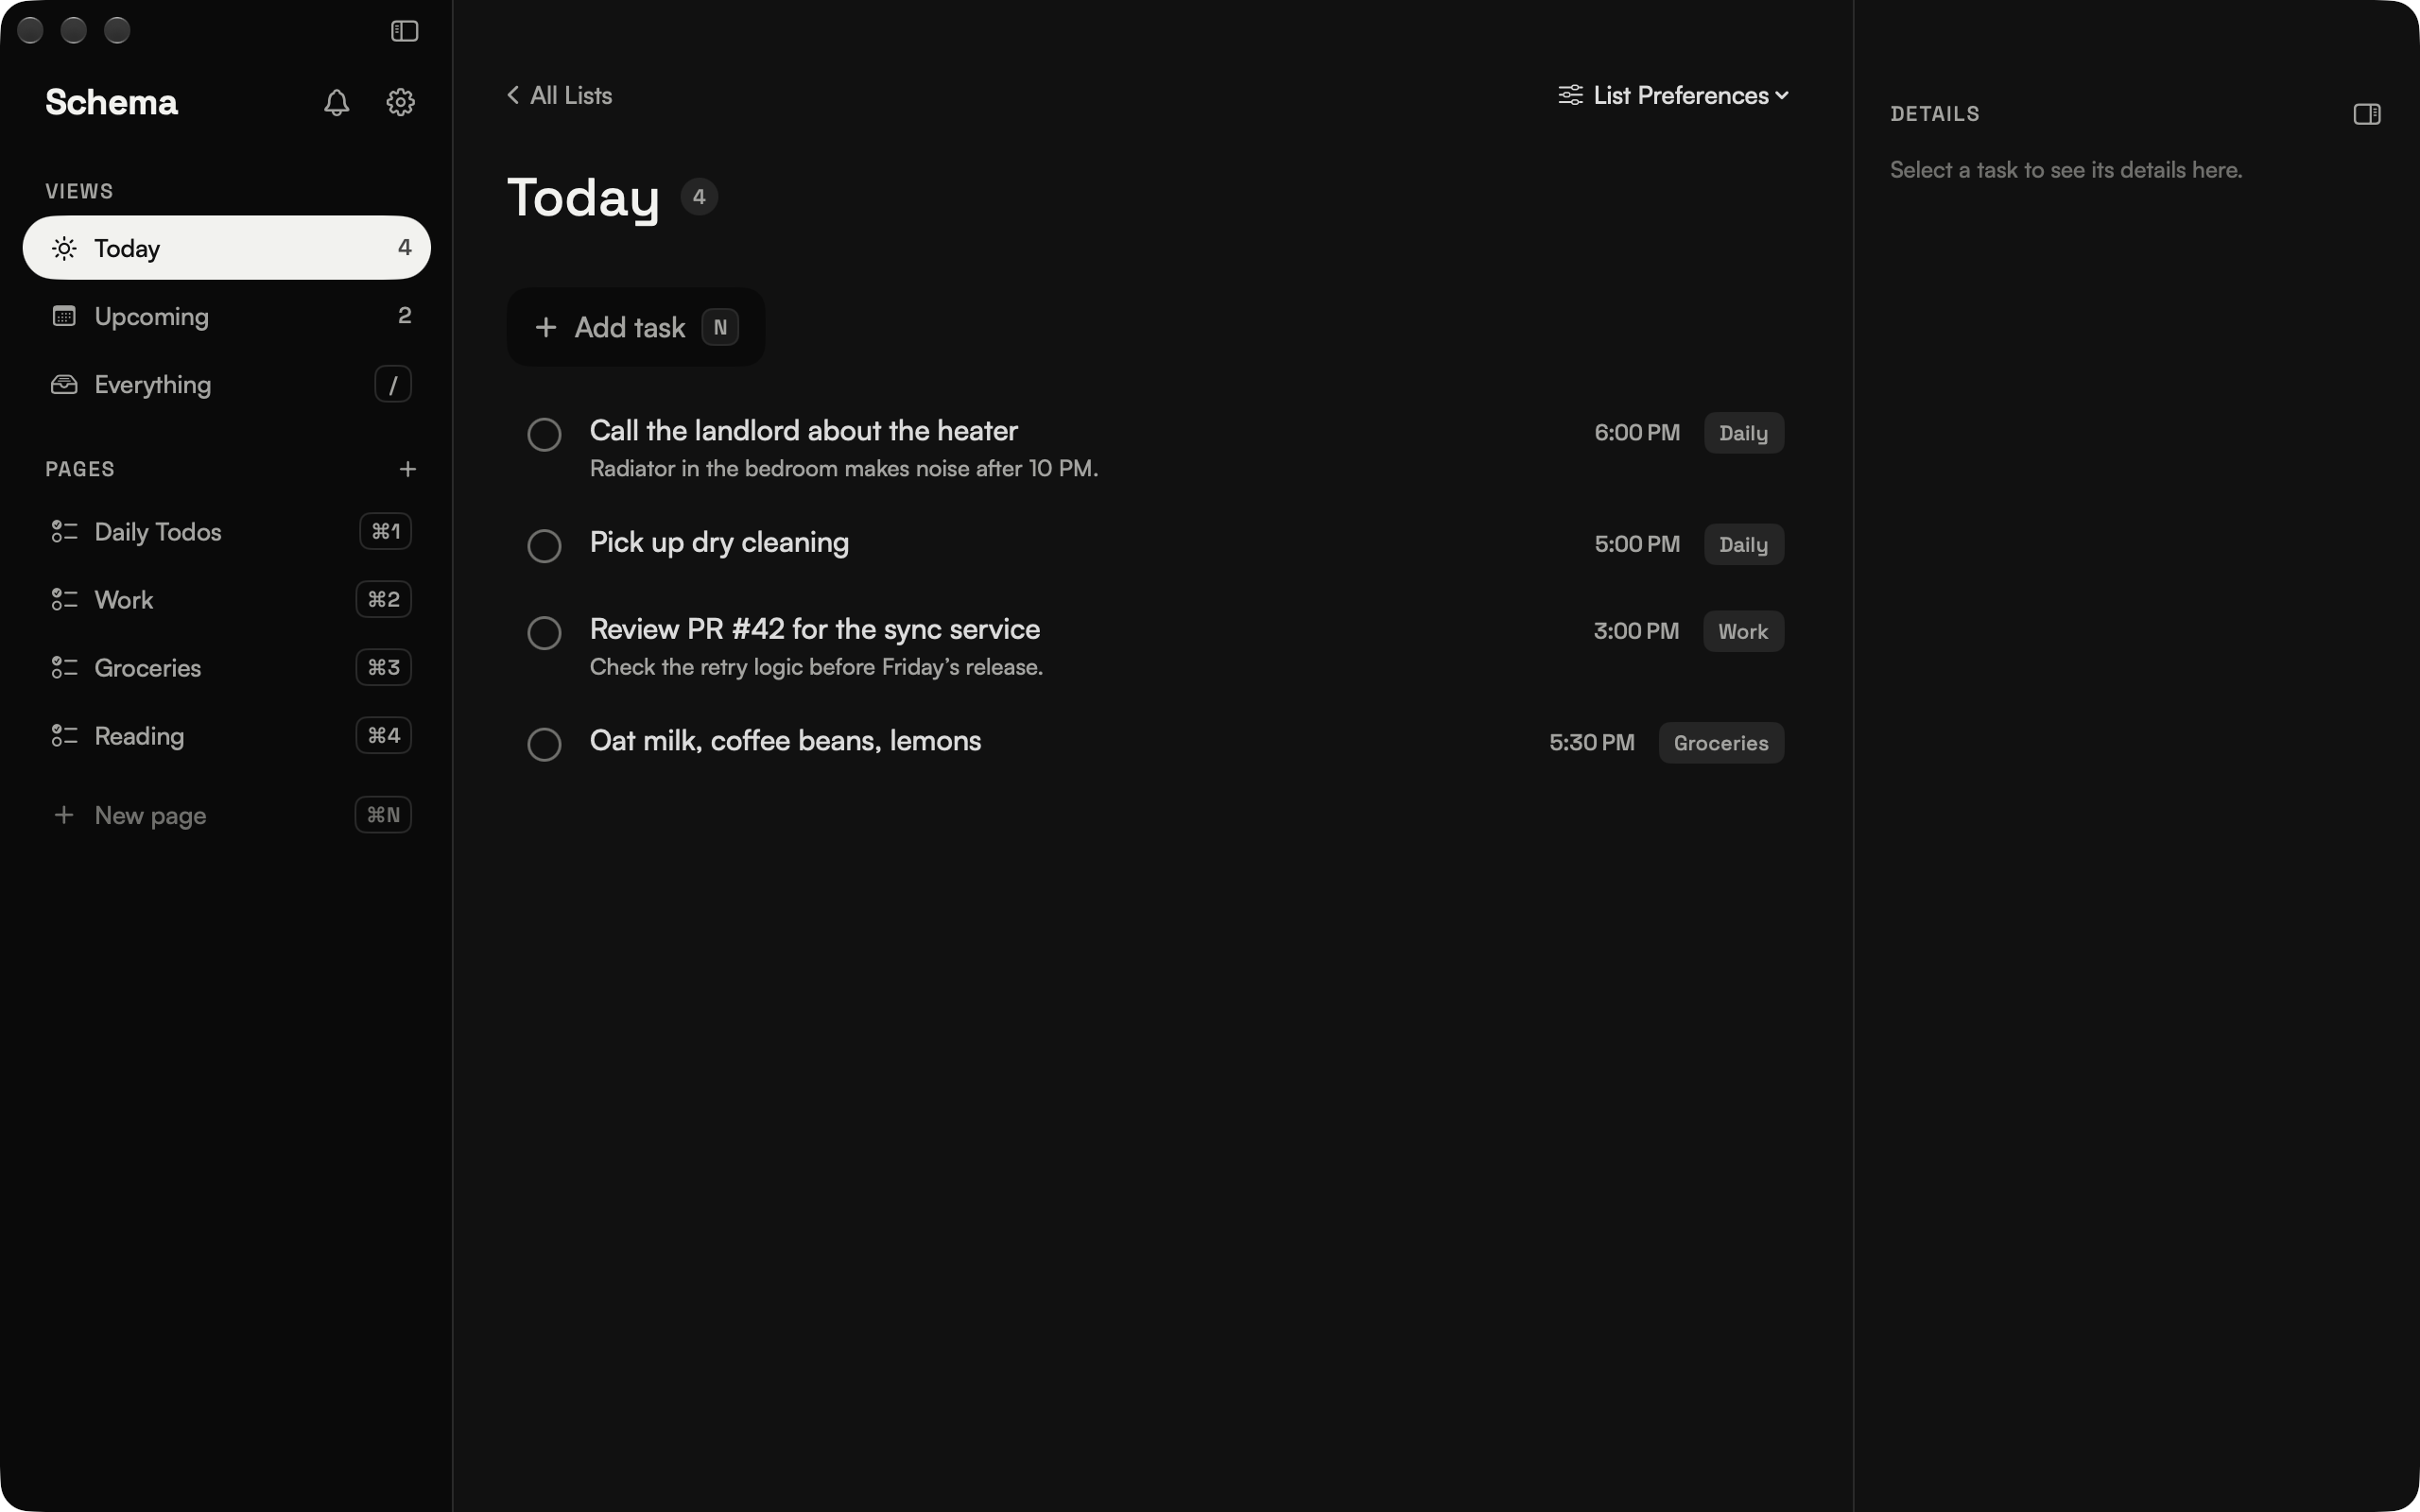 Schema
VIEWS
Today 4
Upcoming 2
Everything /
PAGES
Daily Todos ⌘1
Work ⌘2
Groceries ⌘3
Reading ⌘4
New page ⌘N
All Lists
List Preferences
Today 4
Add task N
Call the landlord about the heater 6:00 PM Daily
Radiator in the bedroom makes noise after 10 PM.
Pick up dry cleaning 5:00 PM Daily
Review PR #42 for the sync service 3:00 PM Work
Check the retry logic before Friday’s release.
Oat milk, coffee beans, lemons 5:30 PM Groceries
DETAILS
Select a task to see its details here.